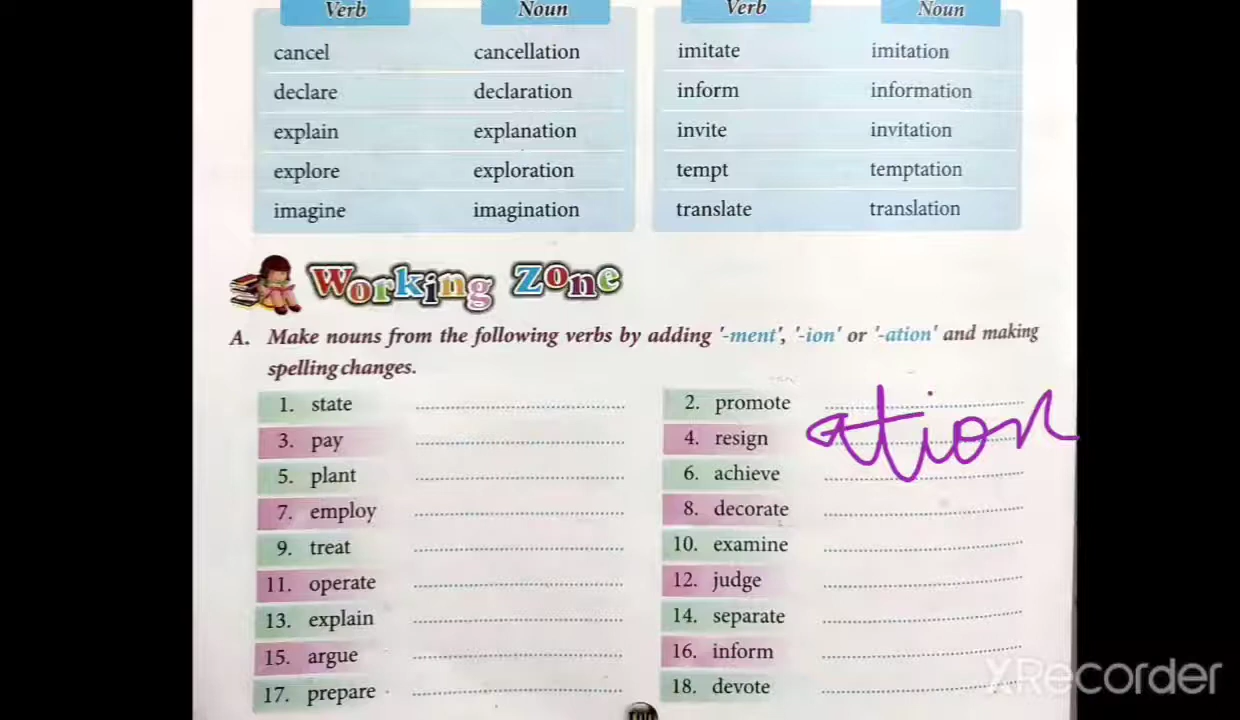 Verb Noun Verb Noun
cancel cancellation imitate imitation
declare declaration inform information
explain explanation invite invitation
explore exploration tempt temptation
imagine imagination translate translation
Working Zone
A. Make nouns from the following verbs by adding '-ment', '-ion' or '-ation' and making
spelling changes.
1. state 2. promote
3. pay 4. resign ation
5. plant 6. achieve
7. employ 8. decorate
9. treat 10. examine
11. operate 12. judge
13. explain 14. separate
15. argue 16. inform
17. prepare 18. devote
XRecorder